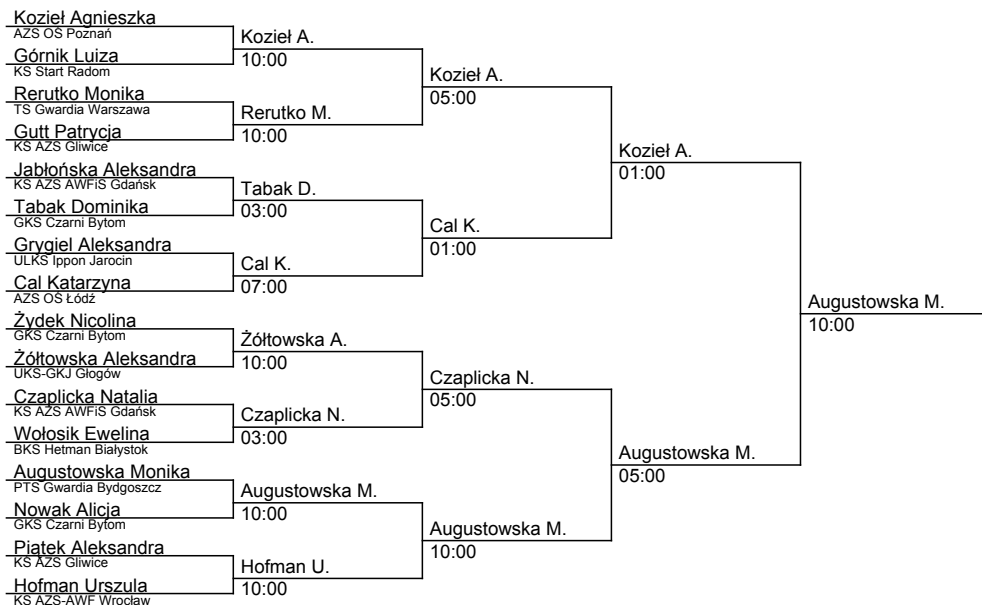 Kozieł Agnieszka
AZS OŚ Poznań
Górnik Luiza
KS Start Radom
Rerutko Monika
TS Gwardia Warszawa
Gutt Patrycja
KS AZS Gliwice
Jabłońska Aleksandra
KS AZS AWFiS Gdańsk
Tabak Dominika
GKS Czarni Bytom
Grygiel Aleksandra
ULKS Ippon Jarocin
Cal Katarzyna
AZS OŚ Łódź
Żydek Nicolina
GKS Czarni Bytom
Żółtowska Aleksandra
UKS-GKJ Głogów
Czaplicka Natalia
KS AZS AWFiS Gdańsk
Wołosik Ewelina
BKS Hetman Białystok
Augustowska Monika
PTS Gwardia Bydgoszcz
Nowak Alicja
GKS Czarni Bytom
Piątek Aleksandra
KS AZS Gliwice
Hofman Urszula
KS AZS-AWF Wrocław
Kozieł A.
10:00
Rerutko M.
10:00
Tabak D.
03:00
Cal K.
07:00
Żółtowska A.
10:00
Czaplicka N.
03:00
Augustowska M.
10:00
Hofman U.
10:00
Kozieł A.
05:00
Cal K.
01:00
Czaplicka N.
05:00
Augustowska M.
10:00
Kozieł A.
01:00
Augustowska M.
05:00
Augustowska M.
10:00